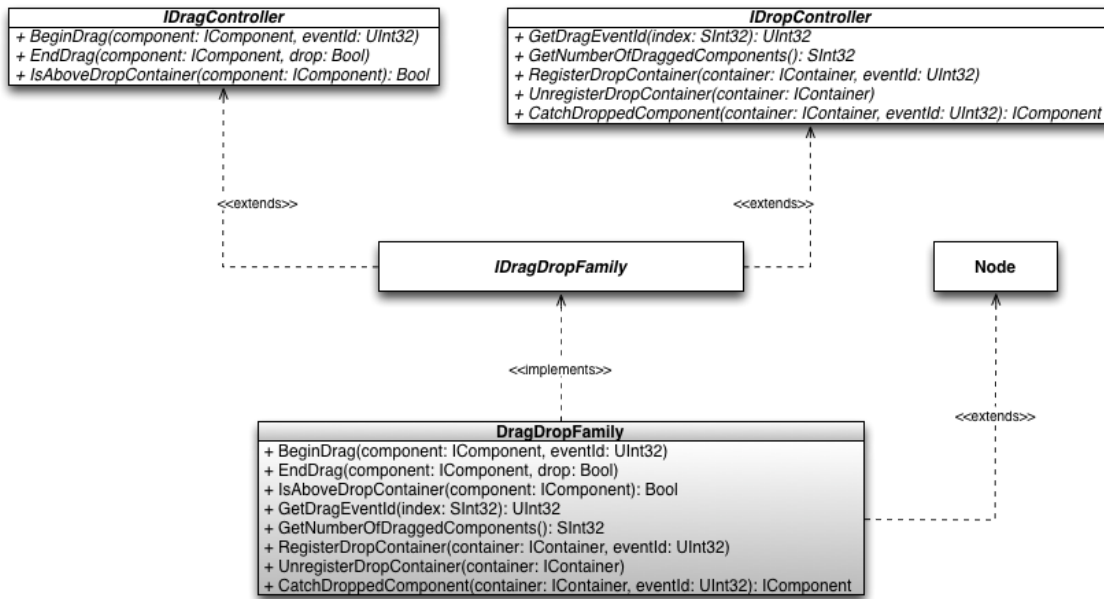 IDragController
+ BeginDrag(component: IComponent, eventId: UInt32)
+ EndDrag(component: IComponent, drop: Bool)
+ IsAboveDropContainer(component: IComponent): Bool
IDropController
+ GetDragEventId(index: SInt32): UInt32
+ GetNumberOfDraggedComponents(): SInt32
+ RegisterDropContainer(container: IContainer, eventId: UInt32)
+ UnregisterDropContainer(container: IContainer)
+ CatchDroppedComponent(container: IContainer, eventId: UInt32): IComponent
<<extends>>
<<extends>>
IDragDropFamily
Node
<<implements>>
<<extends>>
DragDropFamily
+ BeginDrag(component: IComponent, eventId: UInt32)
+ EndDrag(component: IComponent, drop: Bool)
+ IsAboveDropContainer(component: IComponent): Bool
+ GetDragEventId(index: SInt32): UInt32
+ GetNumberOfDraggedComponents(): SInt32
+ RegisterDropContainer(container: IContainer, eventId: UInt32)
+ UnregisterDropContainer(container: IContainer)
+ CatchDroppedComponent(container: IContainer, eventId: UInt32): IComponent